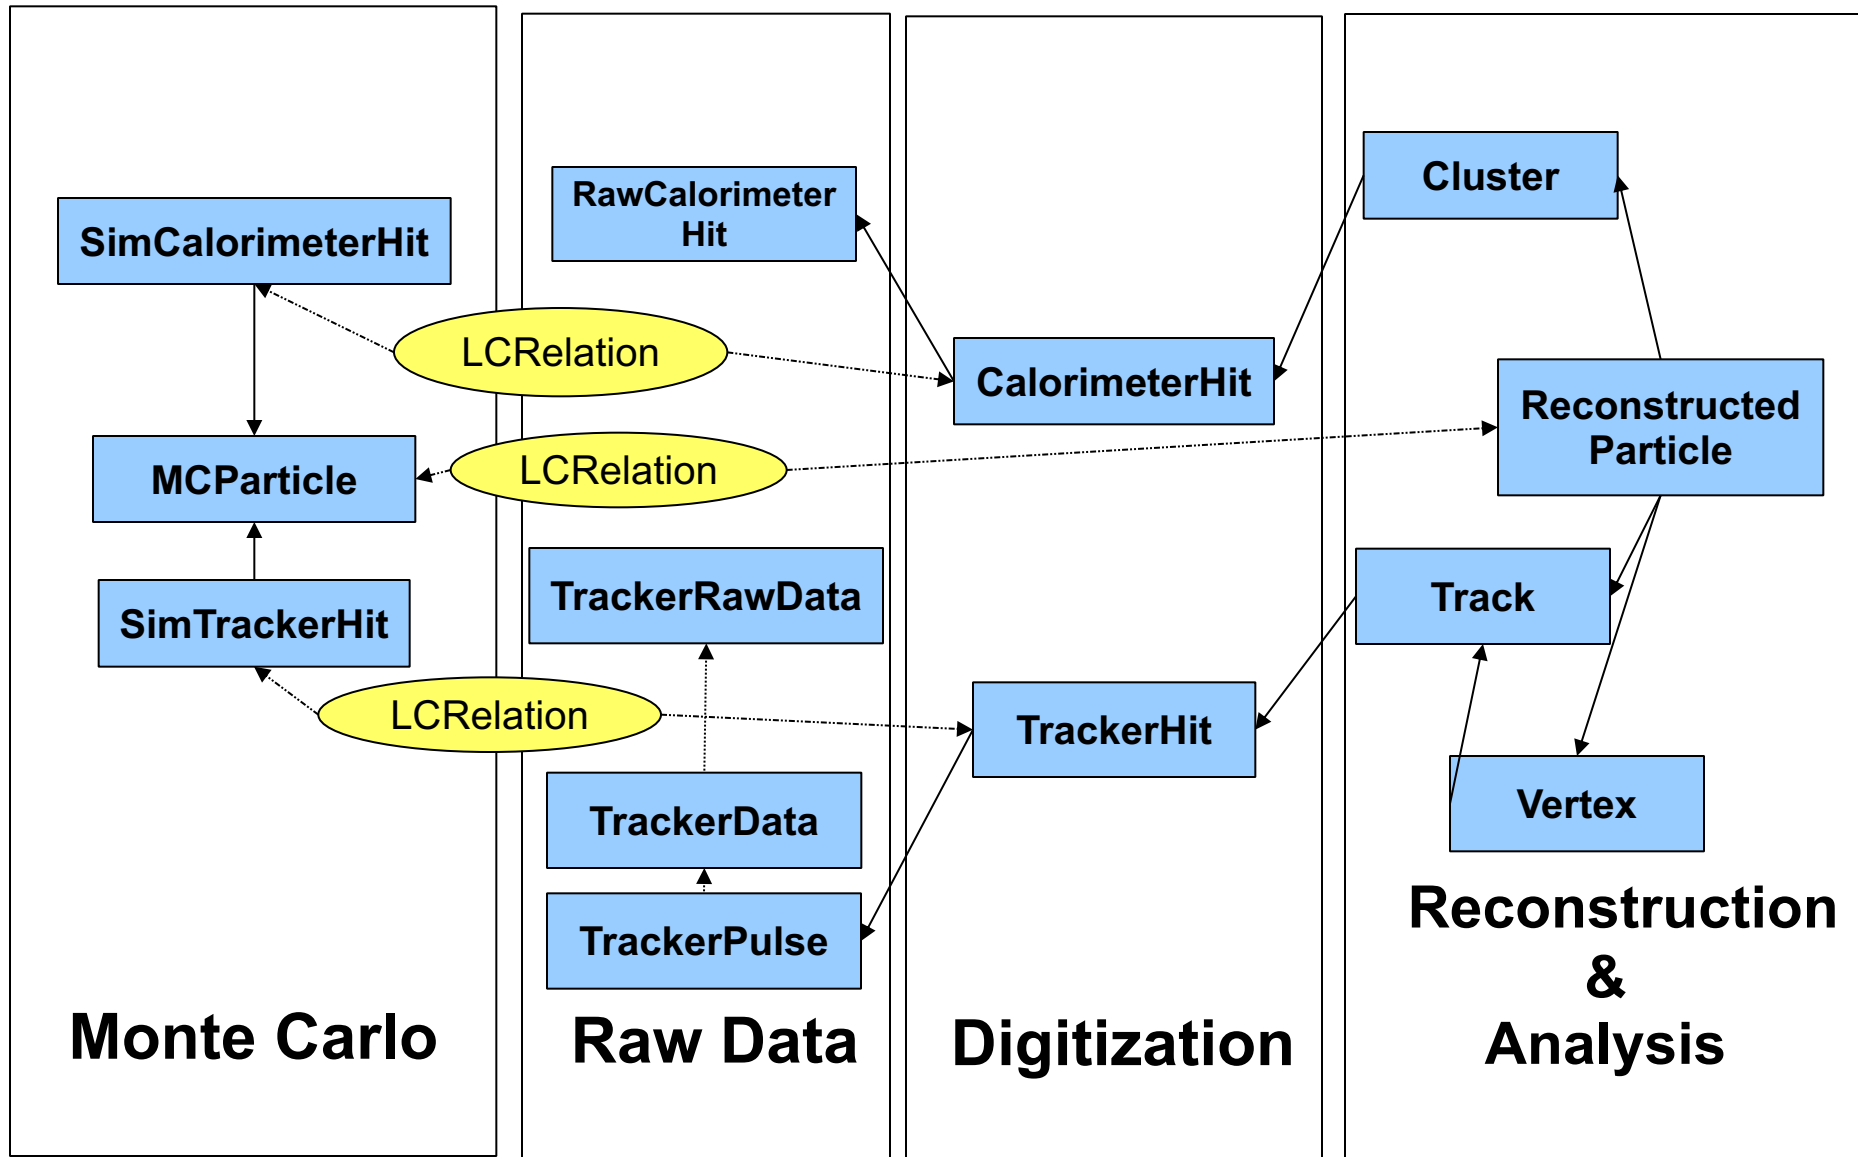 SimCalorimeterHit
MCParticle
SimTrackerHit
Monte Carlo
LCRelation
LCRelation
LCRelation
RawCalorimeter
Hit
TrackerRawData
TrackerData
TrackerPulse
Raw Data
CalorimeterHit
TrackerHit
Digitization
Cluster
Reconstructed
Particle
Track
Vertex
Reconstruction
&
Analysis